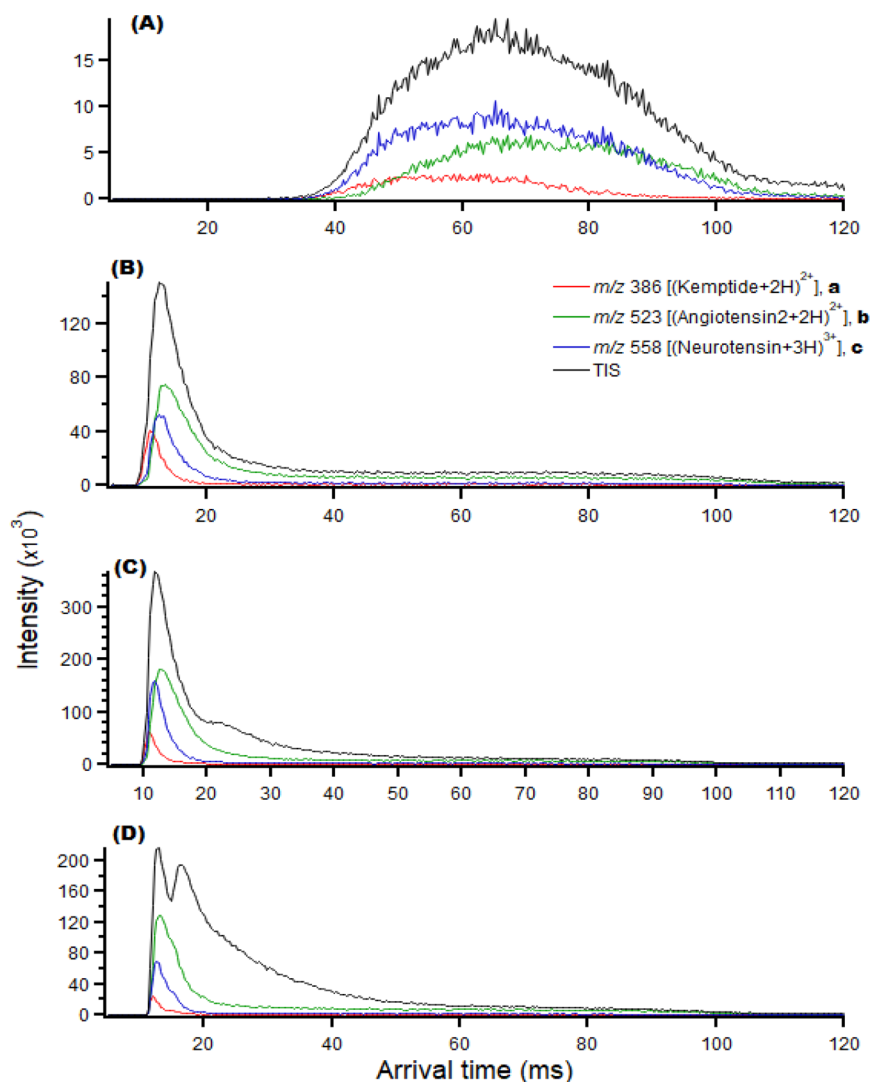 (A)
15
10
5
0
20 40 60 80 100 120
(B)
m/z 386 [(Kemptide+2H)²⁺], a
m/z 523 [(Angiotensin2+2H)²⁺], b
m/z 558 [(Neurotensin+3H)³⁺], c
TIS
120
80
40
0
20 40 60 80 100 120
Intensity (x10³)
(C)
300
200
100
0
10 20 30 40 50 60 70 80 90 100 110 120
(D)
200
160
120
80
40
0
20 40 60 80 100 120
Arrival time (ms)